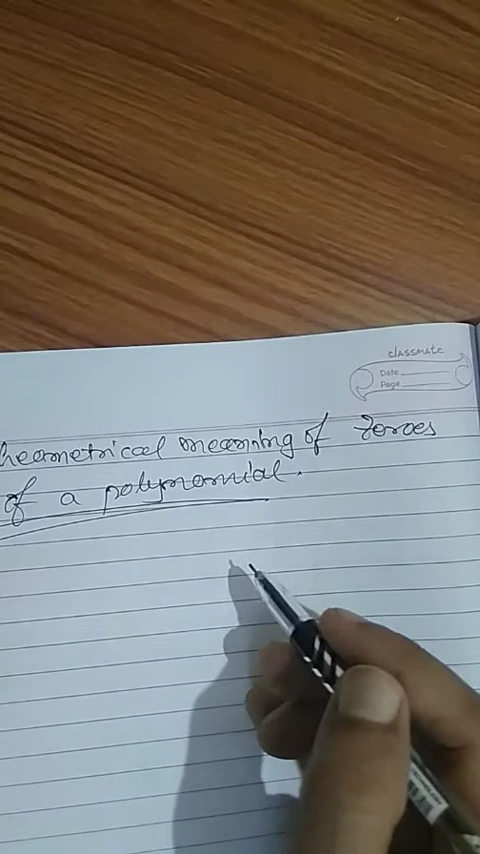 classmate
Date
Page
heometrical meaning of zeroes
of a polynomial.